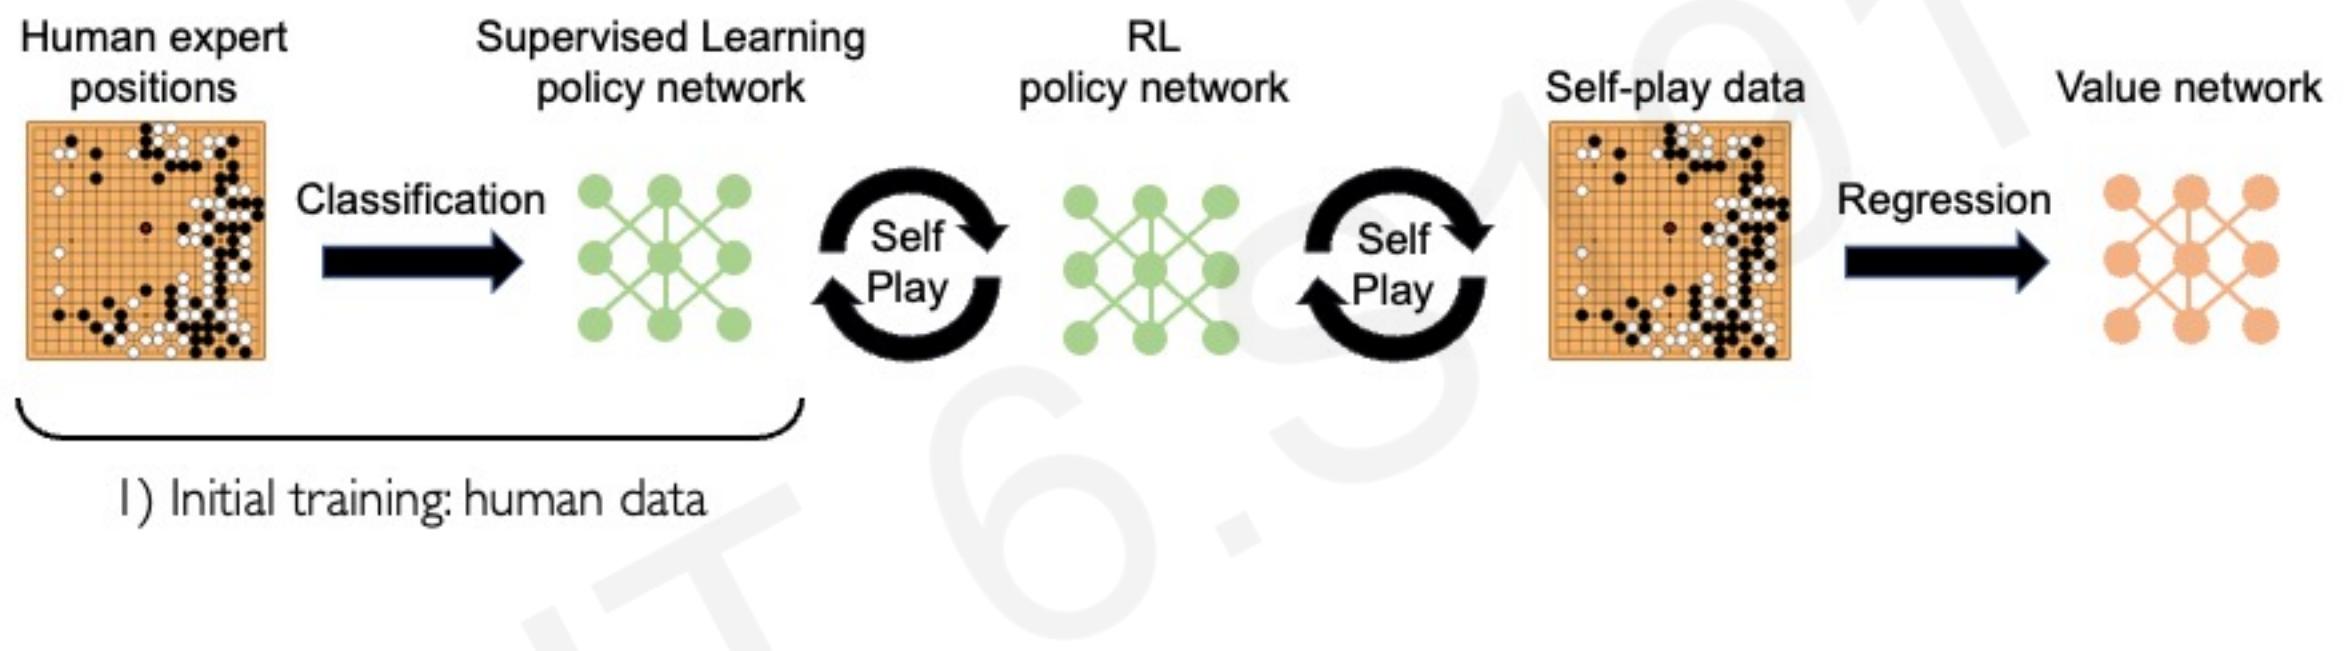 Human expert
positions
Supervised Learning
policy network
RL
policy network
Self-play data
Value network
Classification
Self
Play
Self
Play
Regression
1) Initial training: human data
6.S191